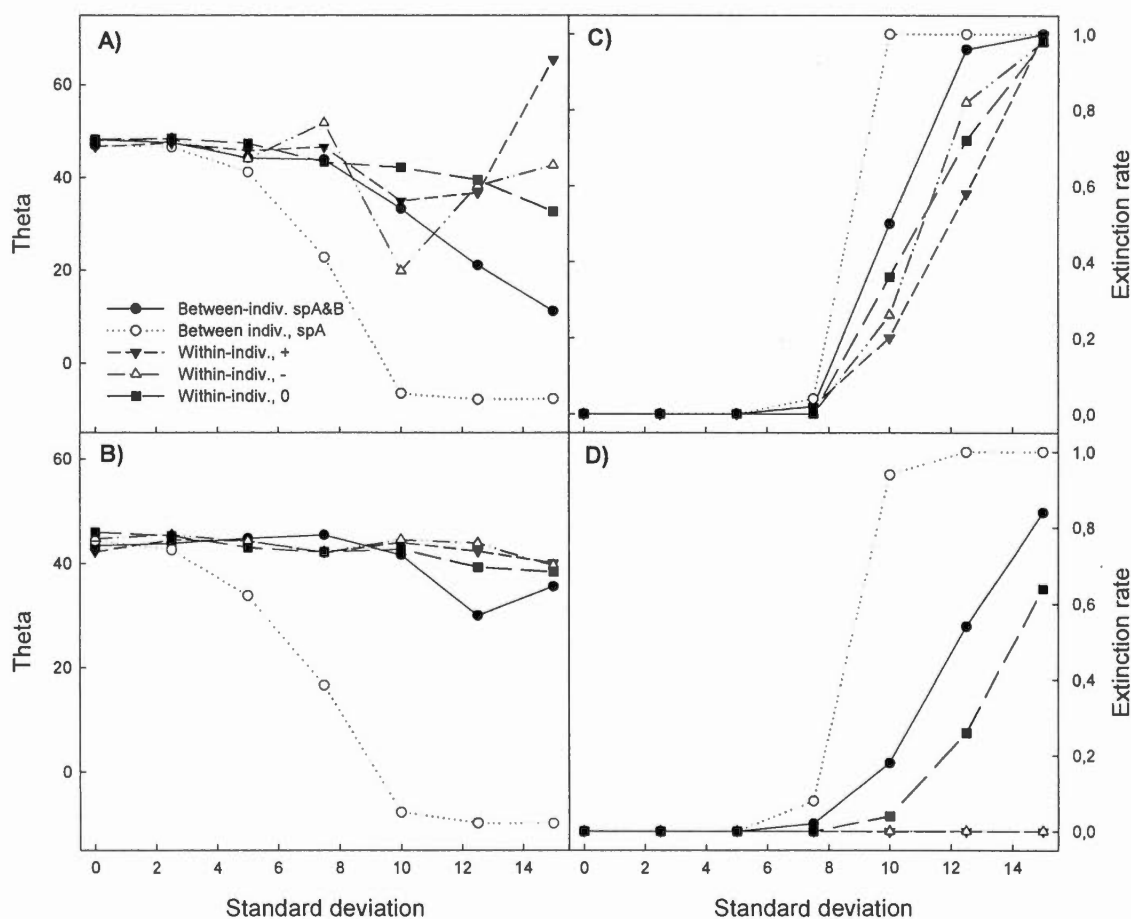 A)
60
40
20
0
Theta
Between-indiv. spA&B
Between indiv., spA
Within-indiv., +
Within-indiv., -
Within-indiv., 0
C)
1,0
0,8
0,6
0,4
0,2
0,0
Extinction rate
B)
60
40
20
0
Theta
0 2 4 6 8 10 12 14
Standard deviation
D)
1,0
0,8
0,6
0,4
0,2
0,0
Extinction rate
0 2 4 6 8 10 12 14
Standard deviation